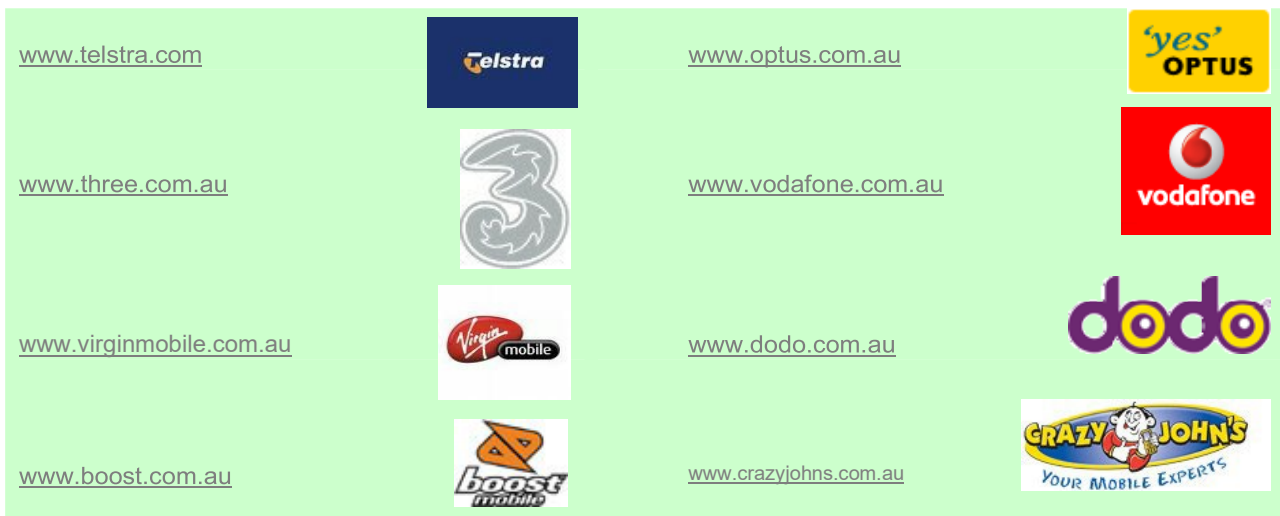 www.telstra.com
Telstra
www.optus.com.au
'yes'
OPTUS
www.three.com.au
3
www.vodafone.com.au
vodafone
www.virginmobile.com.au
Virgin
mobile
www.dodo.com.au
dodo
www.boost.com.au
boost
mobile
www.crazyjohns.com.au
CRAZY JOHN'S
YOUR MOBILE EXPERTS